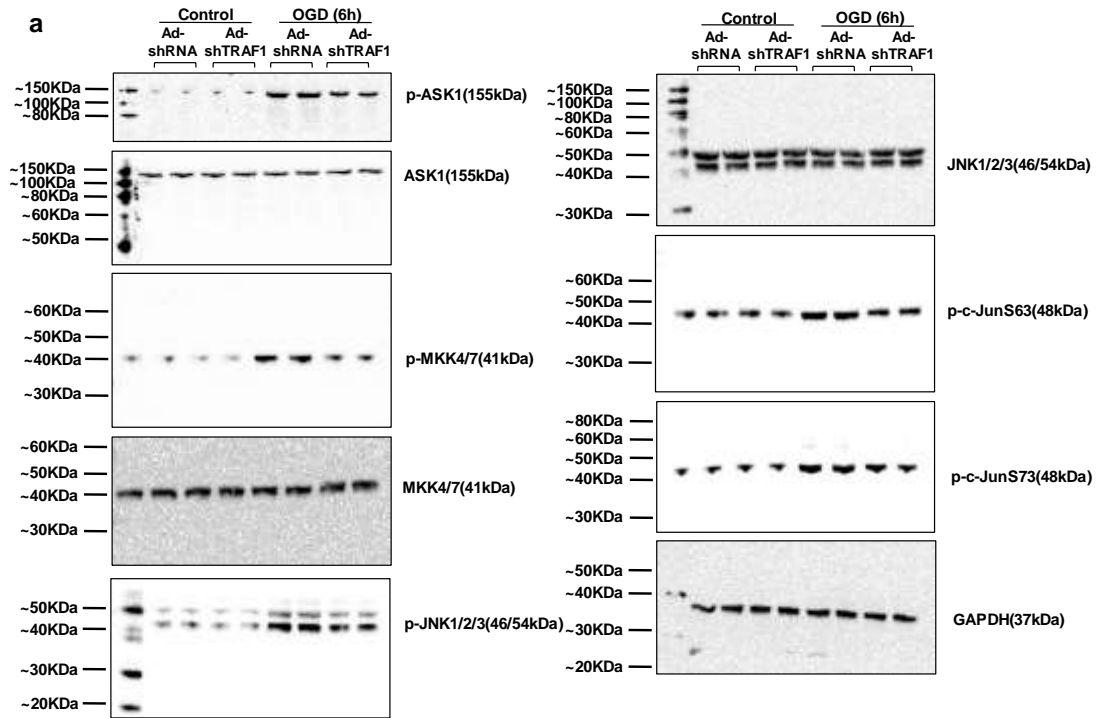 a
Control OGD (6h)
Ad- Ad- Ad- Ad-
shRNA shTRAF1 shRNA shTRAF1
~150KDa
~100KDa
~80KDa
p-ASK1(155kDa)
~150KDa
~100KDa
~80KDa
~60KDa
~50KDa
ASK1(155kDa)
~60KDa
~50KDa
~40KDa
~30KDa
p-MKK4/7(41kDa)
~60KDa
~50KDa
~40KDa
~30KDa
MKK4/7(41kDa)
~50KDa
~40KDa
~30KDa
~20KDa
p-JNK1/2/3(46/54kDa)
Control OGD (6h)
Ad- Ad- Ad- Ad-
shRNA shTRAF1 shRNA shTRAF1
~150KDa
~100KDa
~80KDa
~60KDa
~50KDa
~40KDa
~30KDa
JNK1/2/3(46/54kDa)
~60KDa
~50KDa
~40KDa
~30KDa
p-c-JunS63(48kDa)
~80KDa
~60KDa
~50KDa
~40KDa
~30KDa
p-c-JunS73(48kDa)
~50KDa
~40KDa
~30KDa
~20KDa
GAPDH(37kDa)